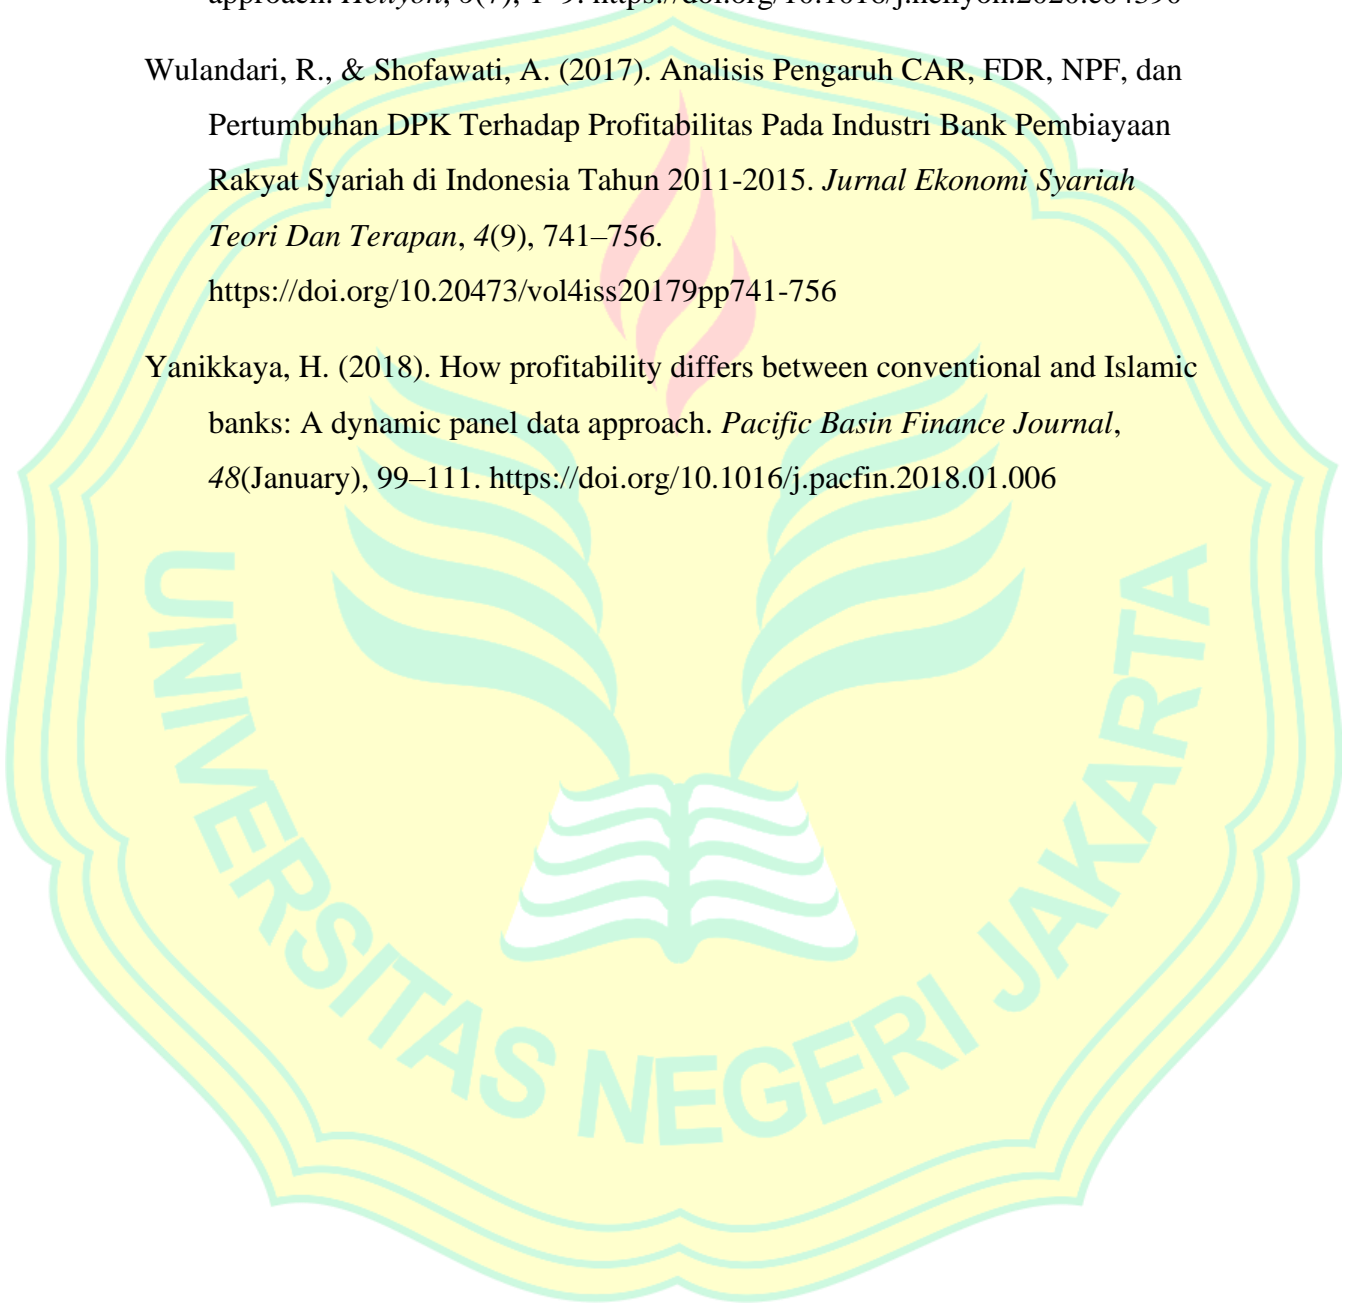 Wulandari, R., & Shofawati, A. (2017). Analisis Pengaruh CAR, FDR, NPF, dan
Pertumbuhan DPK Terhadap Profitabilitas Pada Industri Bank Pembiayaan
Rakyat Syariah di Indonesia Tahun 2011-2015. Jurnal Ekonomi Syariah
Teori Dan Terapan, 4(9), 741–756.
https://doi.org/10.20473/vol4iss20179pp741-756
Yanikkaya, H. (2018). How profitability differs between conventional and Islamic
banks: A dynamic panel data approach. Pacific Basin Finance Journal,
48(January), 99–111. https://doi.org/10.1016/j.pacfin.2018.01.006
UNIVERSITAS NEGERI JAKARTA